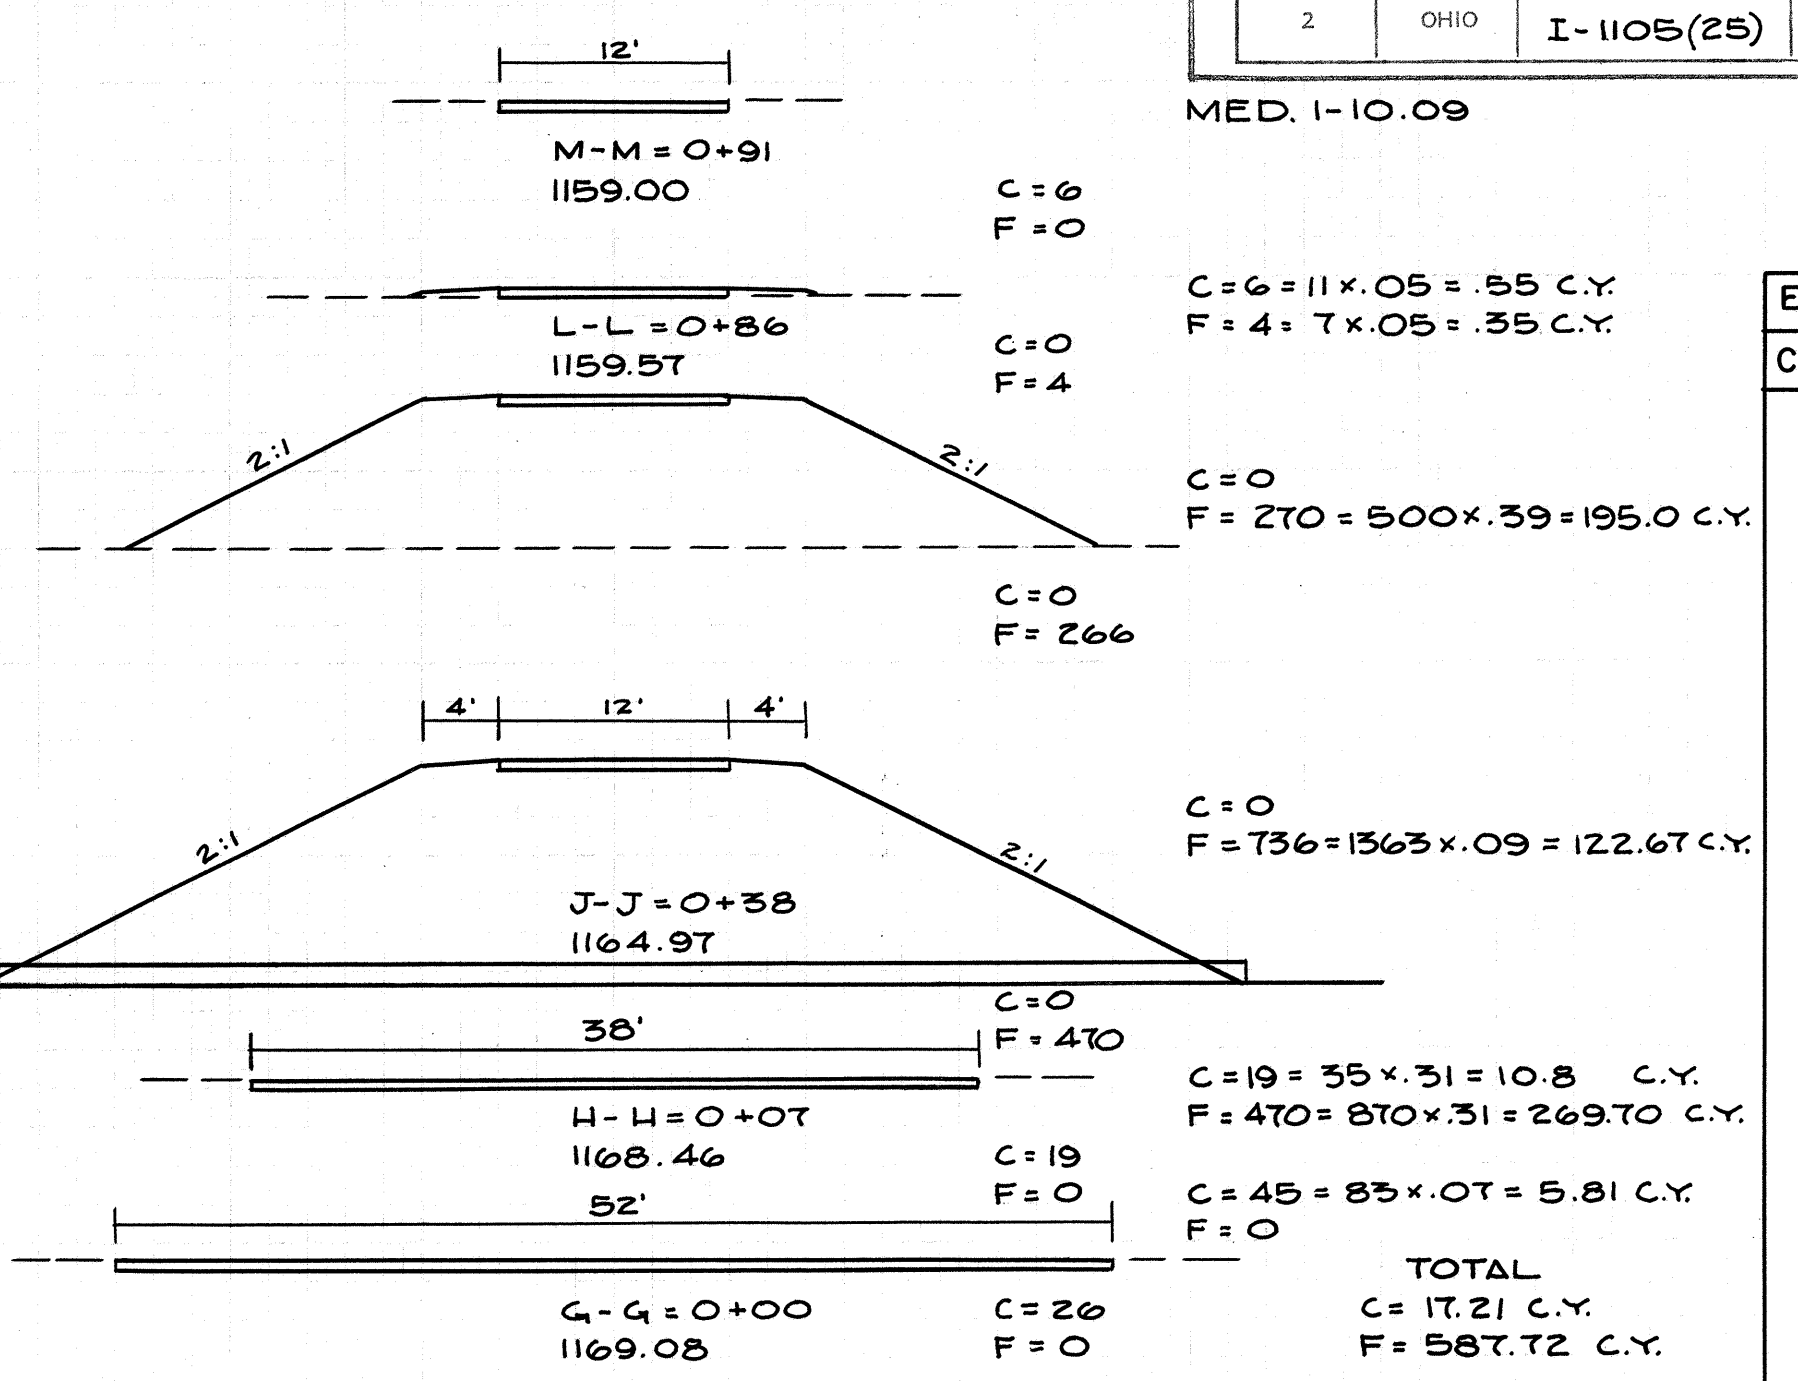 2 OHIO I-1105(25)
12'
MED. 1-10.09
M-M = 0+91
1159.00
C = 6
F = 0
C = 6 = 11 x .05 = .55 C.Y.
F = 4 = 7 x .05 = .35 C.Y.
L-L = 0+86
1159.57
C = 0
F = 4
2:1
2:1
C = 0
F = 270 = 500 x .39 = 195.0 C.Y.
C = 0
F = 266
4' 12' 4'
2:1
2:1
C = 0
F = 736 = 1363 x .09 = 122.67 C.Y.
J-J = 0+38
1164.97
C = 0
F = 470
38'
C = 19 = 35 x .31 = 10.8 C.Y.
F = 470 = 870 x .31 = 269.70 C.Y.
H-H = 0+07
1168.46
C = 19
F = 0
52'
C = 45 = 83 x .07 = 5.81 C.Y.
F = 0
G-G = 0+00
1169.08
C = 26
F = 0
TOTAL
C = 17.21 C.Y.
F = 587.72 C.Y.
E
C